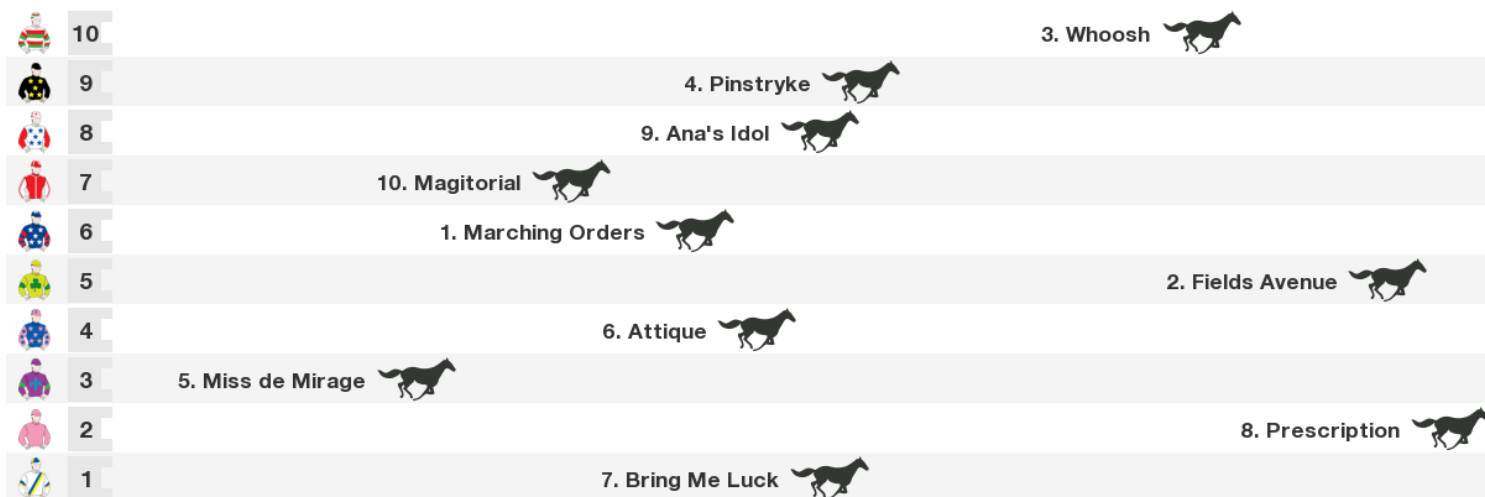 10 3. Whoosh
9 4. Pinstryke
8 9. Ana's Idol
7 10. Magitorial
6 1. Marching Orders
5 2. Fields Avenue
4 6. Attique
3 5. Miss de Mirage
2 8. Prescription
1 7. Bring Me Luck